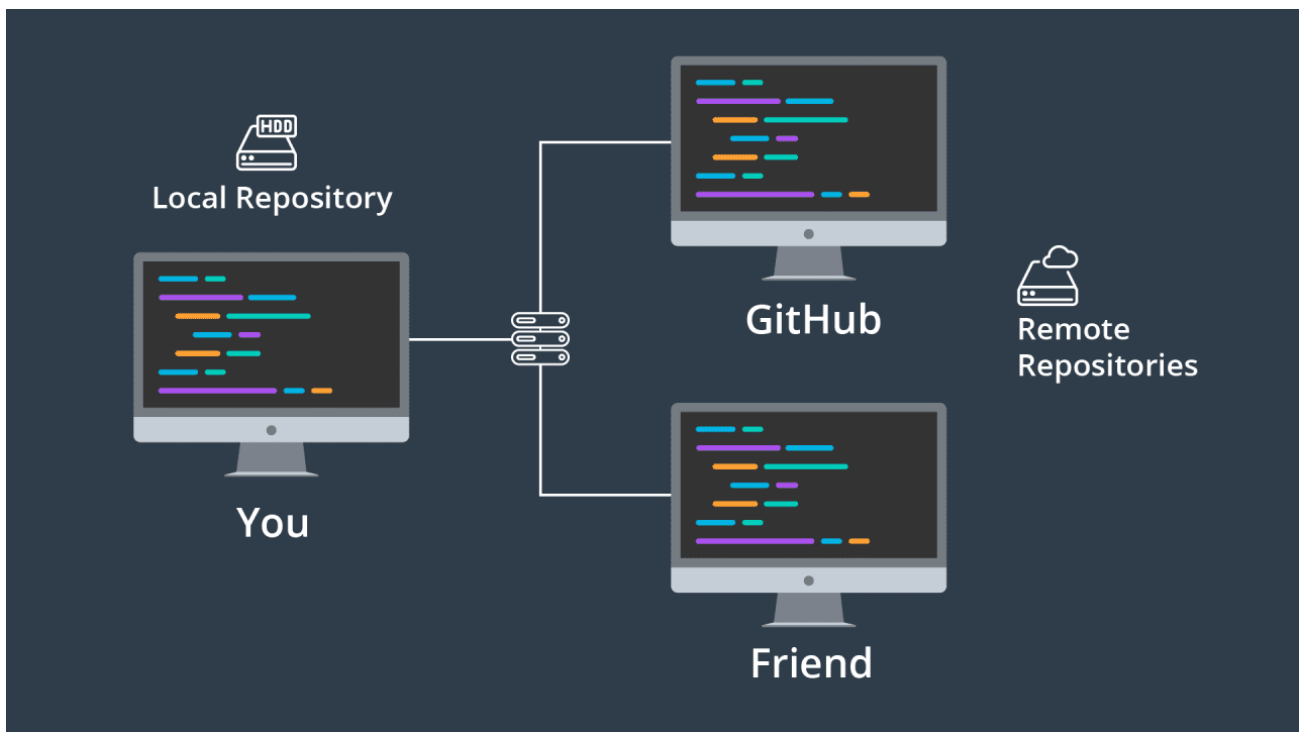 HDD
Local Repository
You
GitHub
Remote
Repositories
Friend